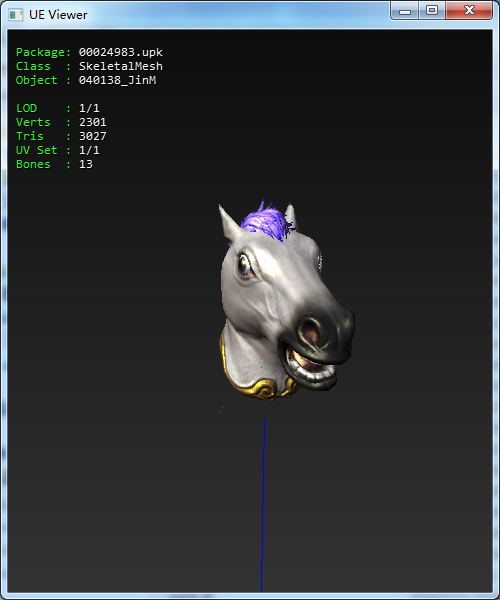 UE Viewer
Package: 00024983.upk
Class : SkeletalMesh
Object : 040138_JinM
LOD : 1/1
Verts : 2301
Tris : 3027
UV Set : 1/1
Bones : 13